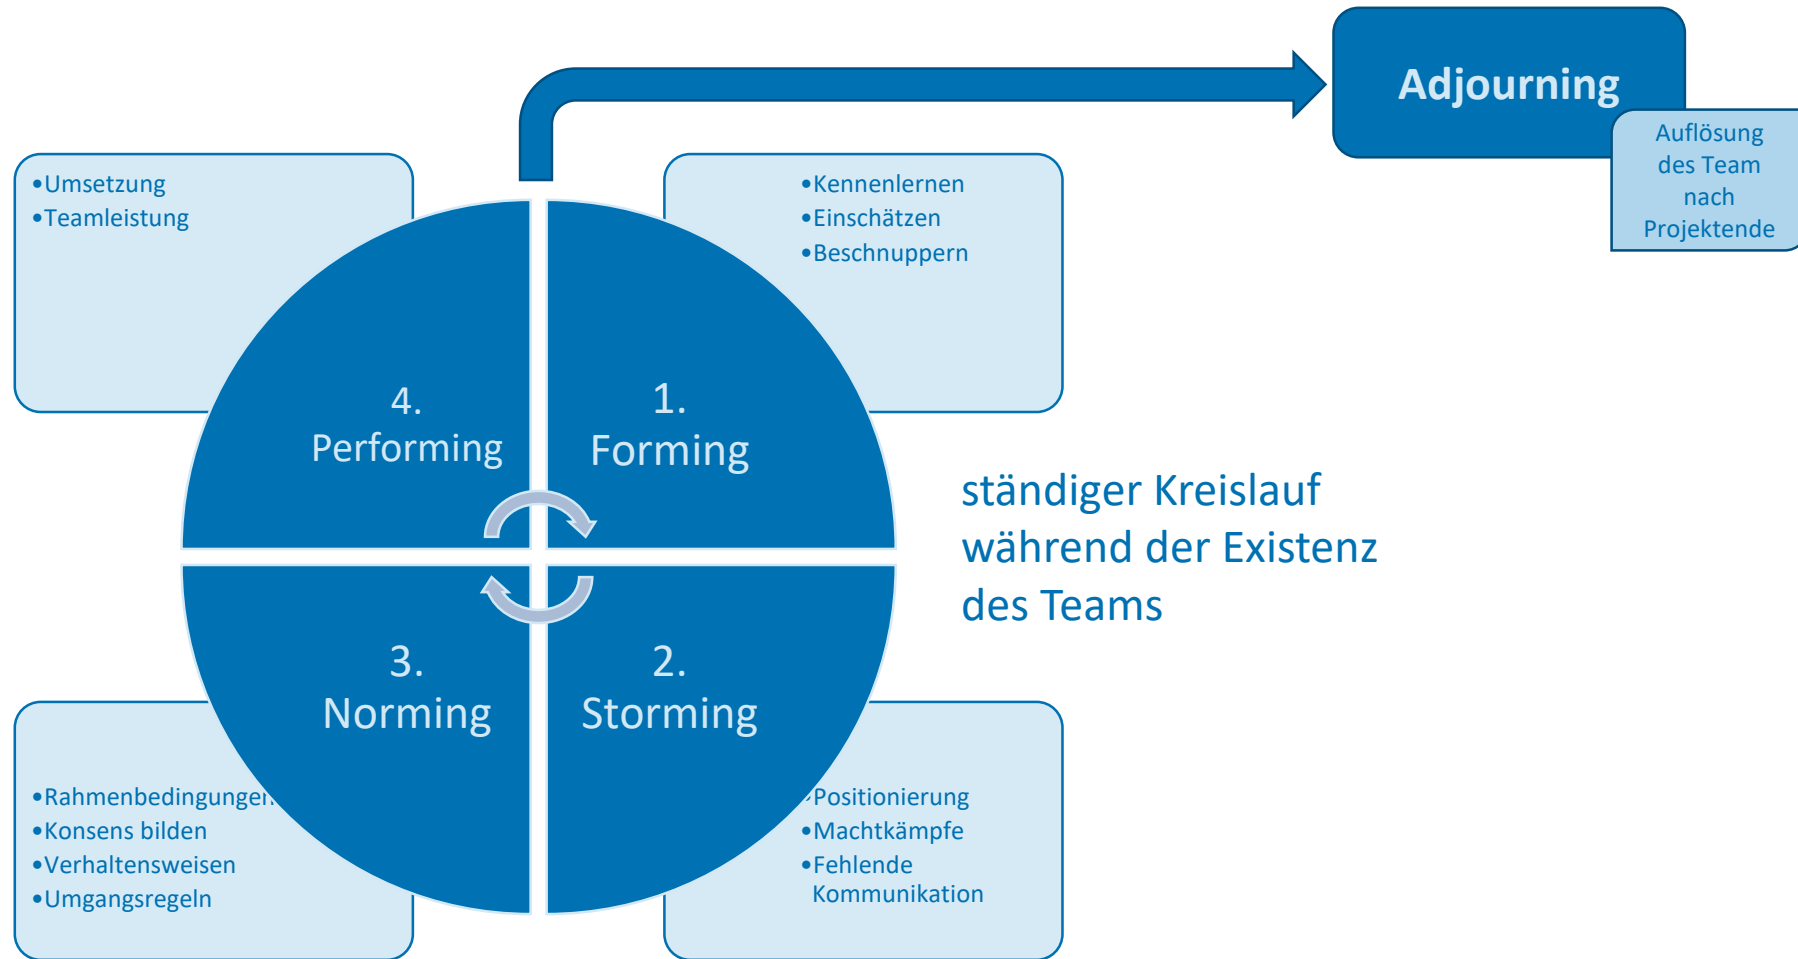 Adjourning
Auflösung
des Team
nach
Projektende
•Umsetzung
•Teamleistung
•Kennenlernen
•Einschätzen
•Beschnuppern
4.
Performing
1.
Forming
ständiger Kreislauf
während der Existenz
des Teams
3.
Norming
2.
Storming
•Rahmenbedingungen
•Konsens bilden
•Verhaltensweisen
•Umgangsregeln
•Positionierung
•Machtkämpfe
•Fehlende
Kommunikation